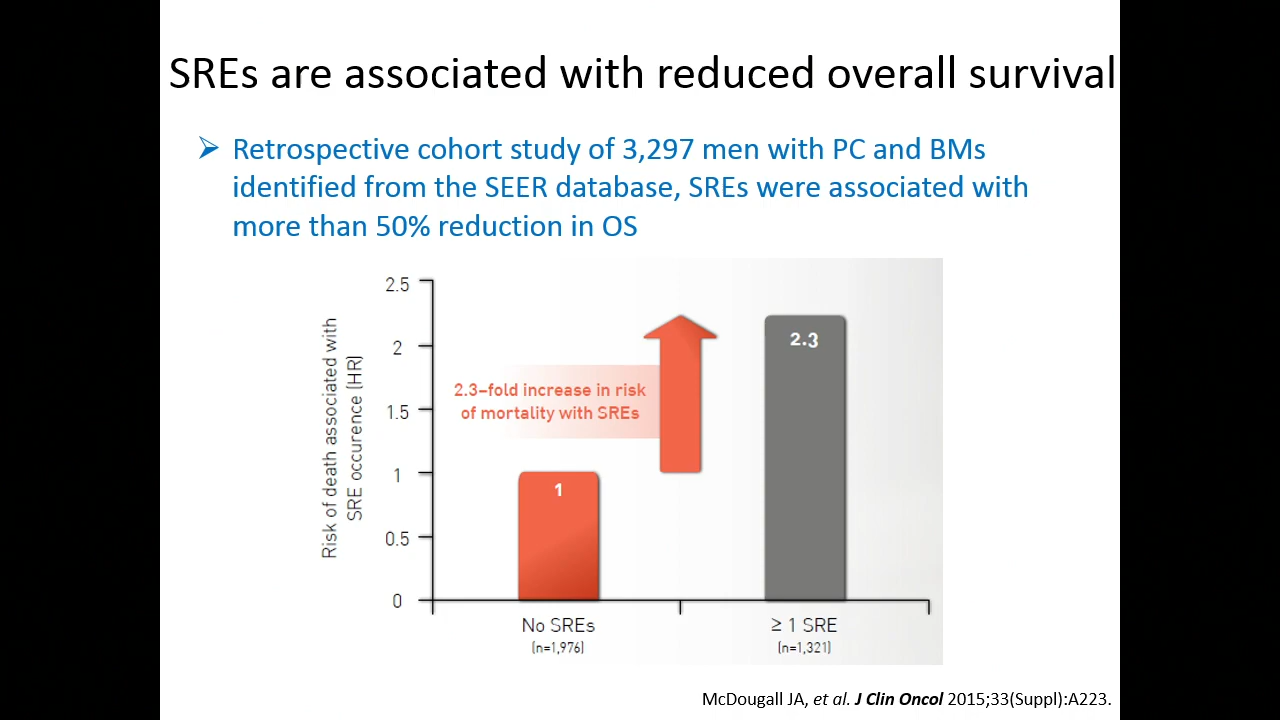 SREs are associated with reduced overall survival
➢ Retrospective cohort study of 3,297 men with PC and BMs
identified from the SEER database, SREs were associated with
more than 50% reduction in OS
Risk of death associated with
SRE occurence (HR)
2.5
2
1.5
1
0.5
0
2.3–fold increase in risk
of mortality with SREs
1
2.3
No SREs
(n=1,976)
≥ 1 SRE
(n=1,321)
McDougall JA, et al. J Clin Oncol 2015;33(Suppl):A223.